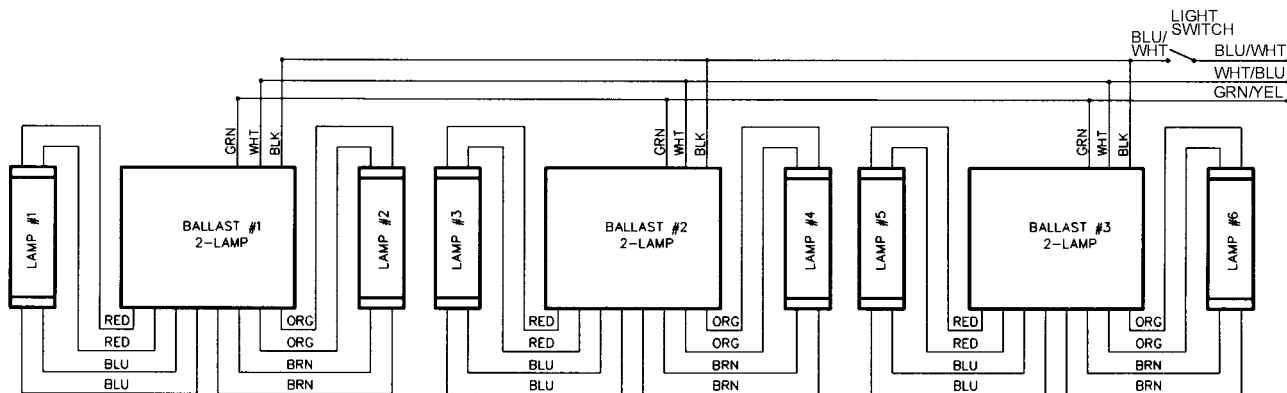 LIGHT
SWITCH
BLU/
WHT
BLU/WHT
WHT/BLU
GRN/YEL
GRN
WHT
BLK
GRN
WHT
BLK
GRN
WHT
BLK
LAMP #1
BALLAST #1
2-LAMP
LAMP #2
LAMP #3
BALLAST #2
2-LAMP
LAMP #4
LAMP #5
BALLAST #3
2-LAMP
LAMP #6
RED
ORG
RED
ORG
RED
ORG
RED
ORG
RED
ORG
RED
ORG
BLU
BRN
BLU
BRN
BLU
BRN
BLU
BRN
BLU
BRN
BLU
BRN